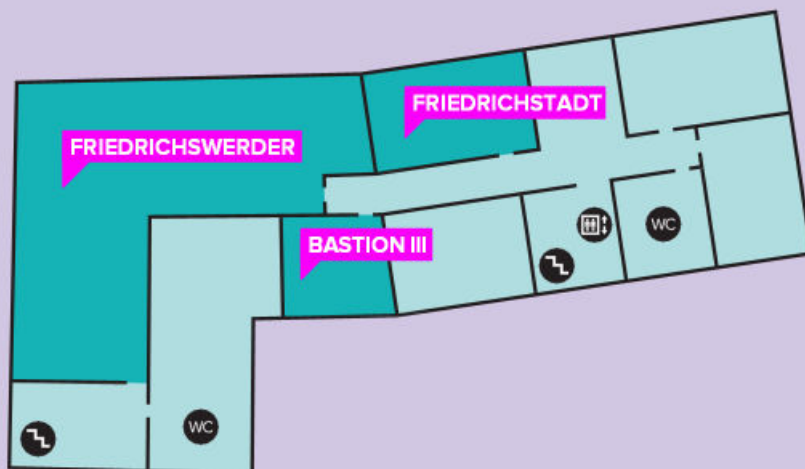 FRIEDRICHSTADT
FRIEDRICHSWERDER
WC
BASTION III
WC